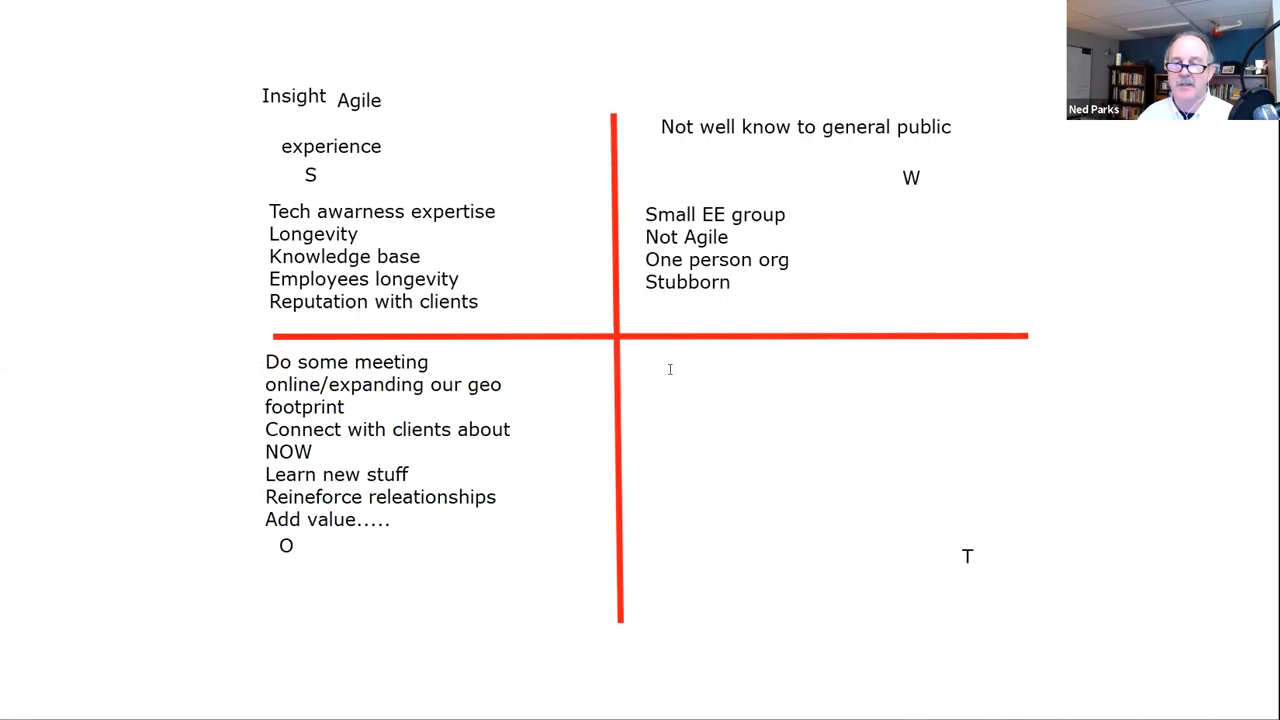 Insight Agile
experience
S
Tech awarness expertise
Longevity
Knowledge base
Employees longevity
Reputation with clients
Not well know to general public
W
Small EE group
Not Agile
One person org
Stubborn
Do some meeting
online/expanding our geo
footprint
Connect with clients about
NOW
Learn new stuff
Reineforce releationships
Add value.....
O
T
Ned Parks